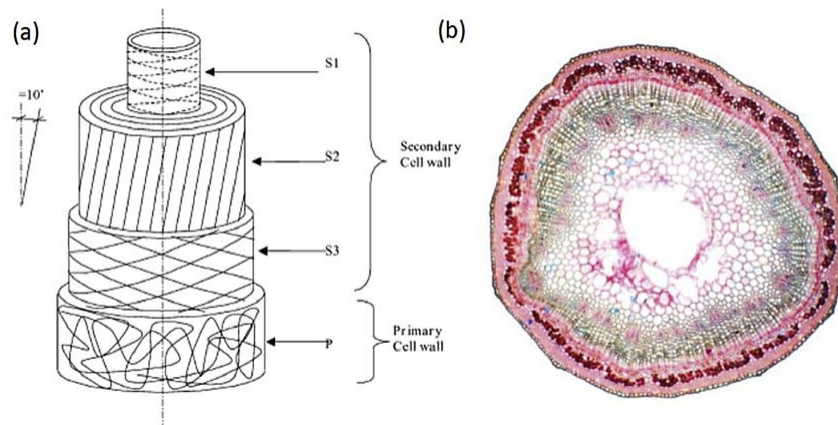 (a)
(b)
S1
≈10°
S2
Secondary
Cell wall
S3
P
Primary
Cell wall